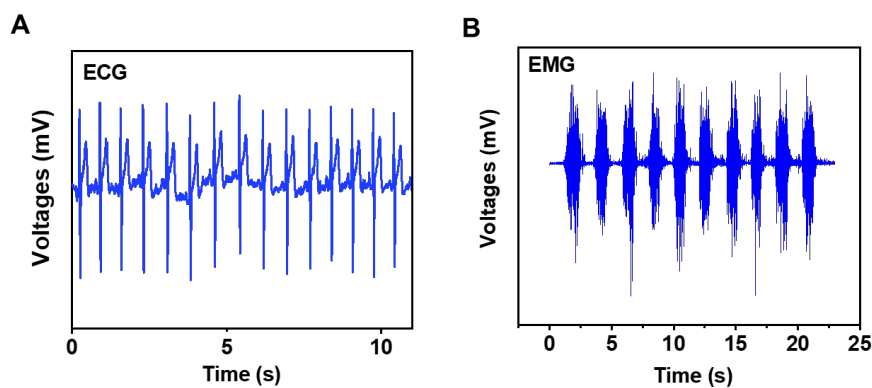 A
ECG
Voltages (mV)
0 5 10
Time (s)
B
EMG
Voltages (mV)
0 5 10 15 20 25
Time (s)